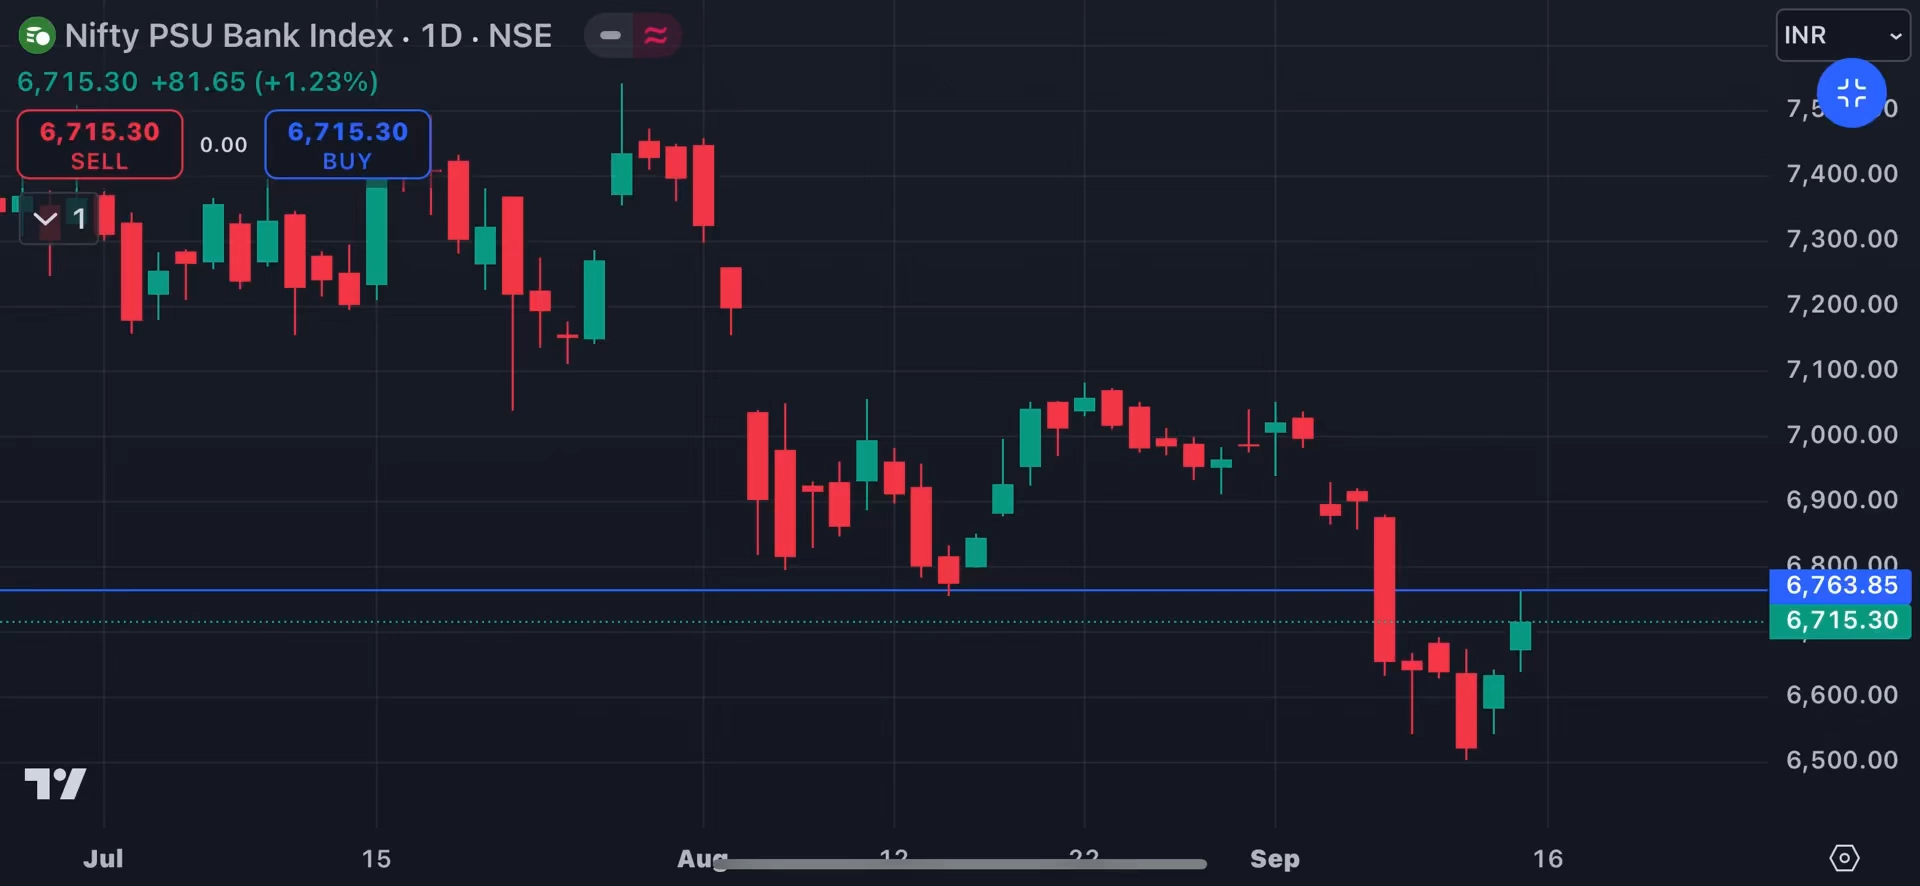 Nifty PSU Bank Index · 1D · NSE
6,715.30 +81.65 (+1.23%)
6,715.30
SELL
0.00
6,715.30
BUY
1
INR
7,400.00
7,300.00
7,200.00
7,100.00
7,000.00
6,900.00
6,800.00
6,763.85
6,715.30
6,600.00
6,500.00
Jul 15 Aug 12 22 Sep 16